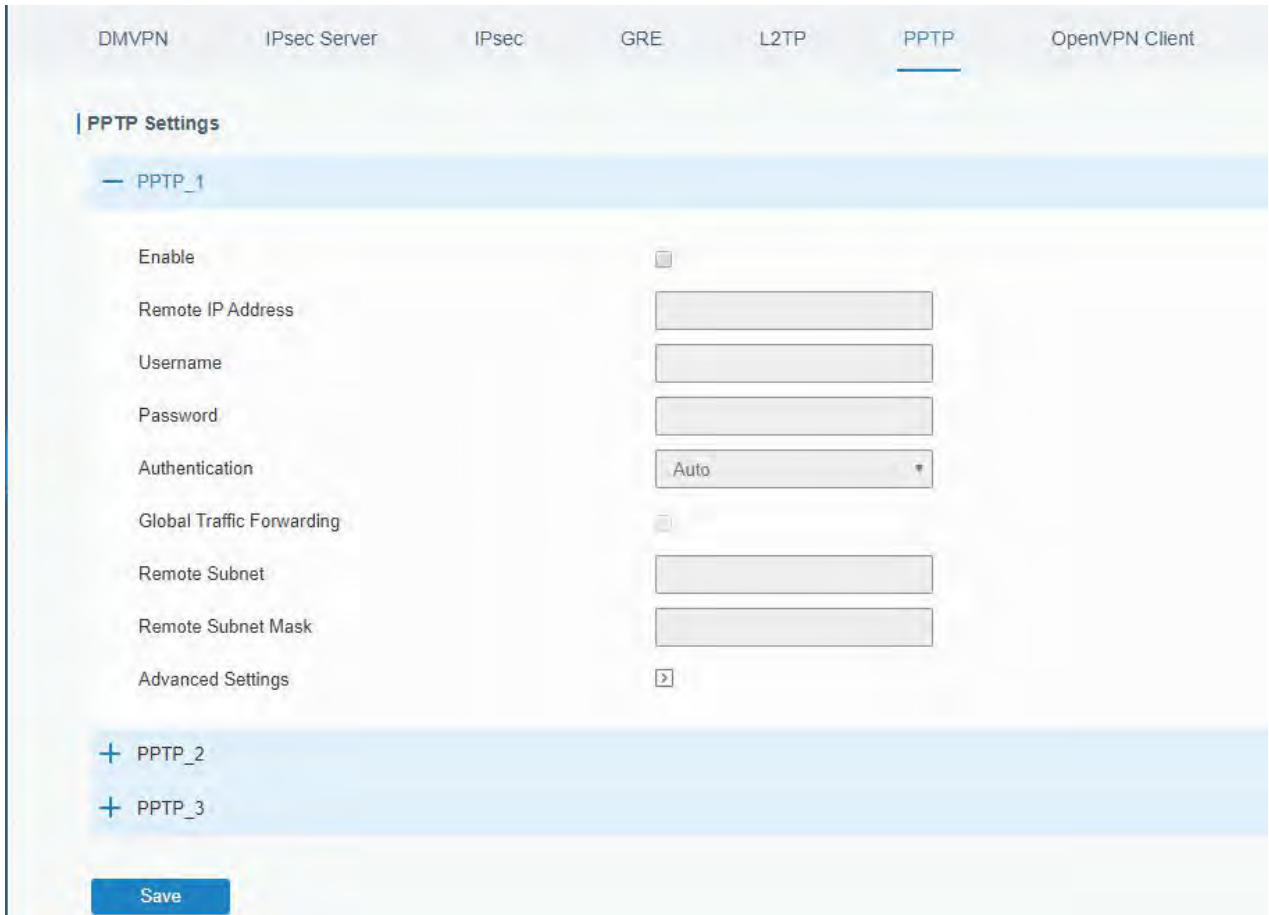 DMVPN IPsec Server IPsec GRE L2TP PPTP OpenVPN Client
PPTP Settings
PPTP_1
Enable
Remote IP Address
Username
Password
Authentication Auto
Global Traffic Forwarding
Remote Subnet
Remote Subnet Mask
Advanced Settings
PPTP_2
PPTP_3
Save